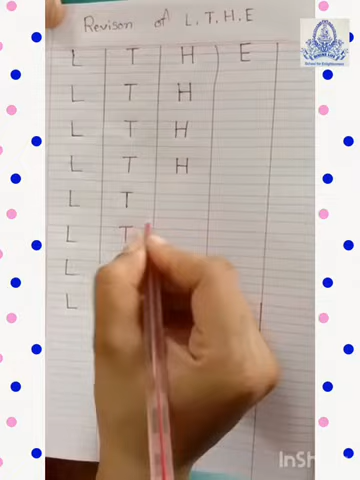 Revison of L.T.H.E
L T H E
L T H
L T H
L T H
L T
L T
L
L
InSh